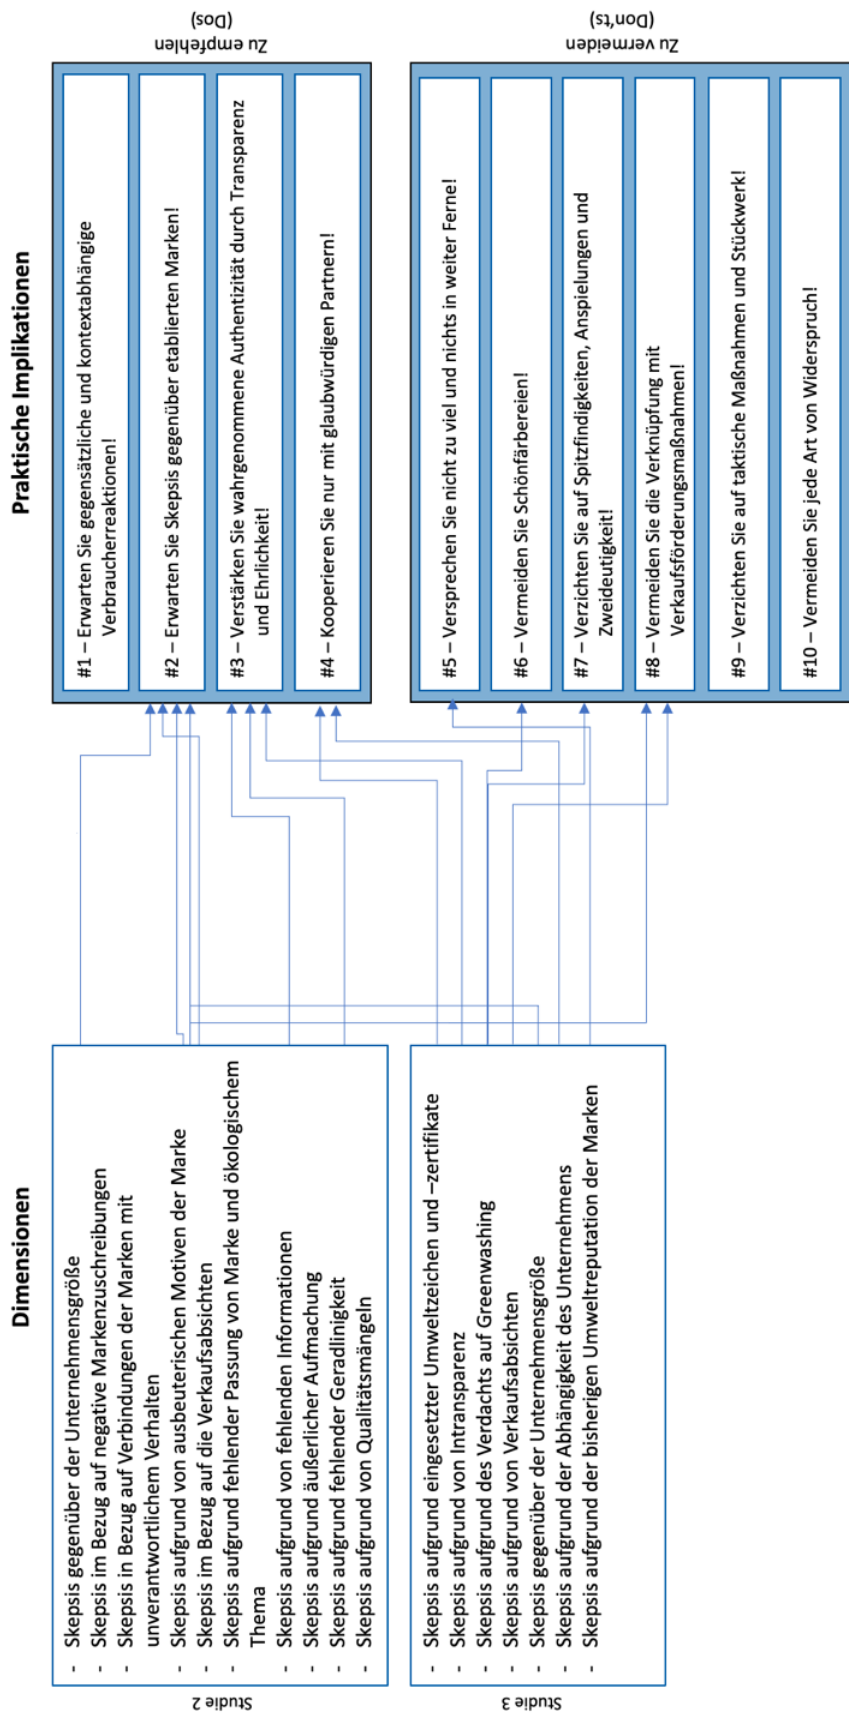 Dimensionen
Studie 2
- Skepsis gegenüber der Unternehmensgröße
- Skepsis im Bezug auf negative Markenzuschreibungen
- Skepsis in Bezug auf Verbindungen der Marken mit
unverantwortlichem Verhalten
- Skepsis aufgrund von ausbeuterischen Motiven der Marke
- Skepsis im Bezug auf die Verkaufsabsichten
- Skepsis aufgrund fehlender Passung von Marke und ökologischem
Thema
- Skepsis aufgrund von fehlenden Informationen
- Skepsis aufgrund äußerlicher Aufmachung
- Skepsis aufgrund fehlender Geradlinigkeit
- Skepsis aufgrund von Qualitätsmängeln
Studie 3
- Skepsis aufgrund eingesetzter Umweltzeichen und –zertifikate
- Skepsis aufgrund von Intransparenz
- Skepsis aufgrund des Verdachts auf Greenwashing
- Skepsis aufgrund von Verkaufsabsichten
- Skepsis gegenüber der Unternehmensgröße
- Skepsis aufgrund der Abhängigkeit des Unternehmens
- Skepsis aufgrund der bisherigen Umweltreputation der Marken
Praktische Implikationen
#1 – Erwarten Sie gegensätzliche und kontextabhängige
Verbraucherreaktionen!
#2 – Erwarten Sie Skepsis gegenüber etablierten Marken!
#3 – Verstärken Sie wahrgenommene Authentizität durch Transparenz
und Ehrlichkeit!
#4 – Kooperieren Sie nur mit glaubwürdigen Partnern!
Zu empfehlen
(Dos)
#5 – Versprechen Sie nicht zu viel und nichts in weiter Ferne!
#6 – Vermeiden Sie Schönfärbereien!
#7 – Verzichten Sie auf Spitzfindigkeiten, Anspielungen und
Zweideutigkeit!
#8 – Vermeiden Sie die Verknüpfung mit
Verkaufsförderungsmaßnahmen!
#9 – Verzichten Sie auf taktische Maßnahmen und Stückwerk!
#10 – Vermeiden Sie jede Art von Widerspruch!
Zu vermeiden
(Don'ts)